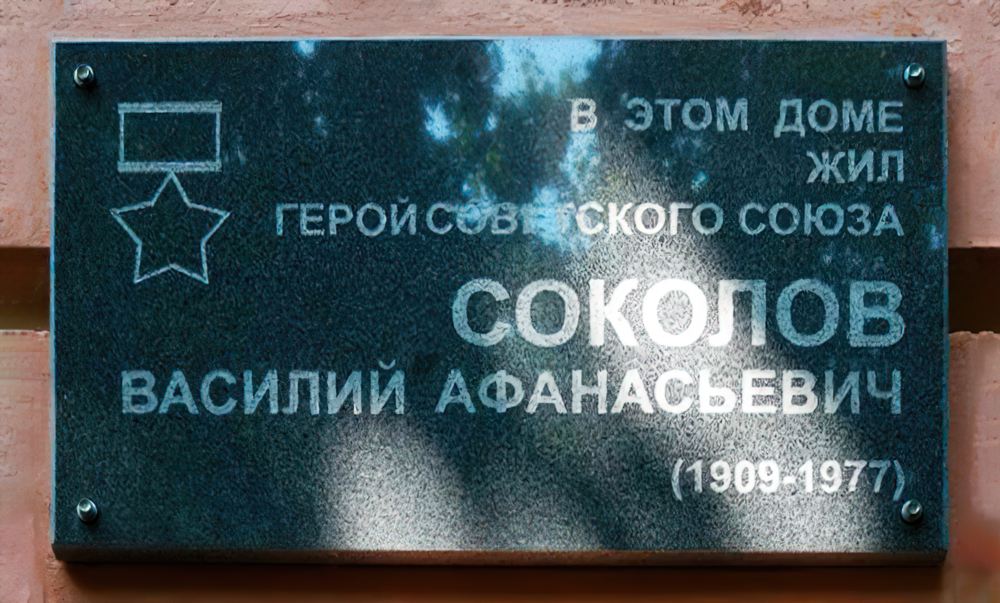 В ЭТОМ ДОМЕ
ЖИЛ
ГЕРОЙ СОВЕТСКОГО СОЮЗА
СОКОЛОВ
ВАСИЛИЙ АФАНАСЬЕВИЧ
(1909-1977)